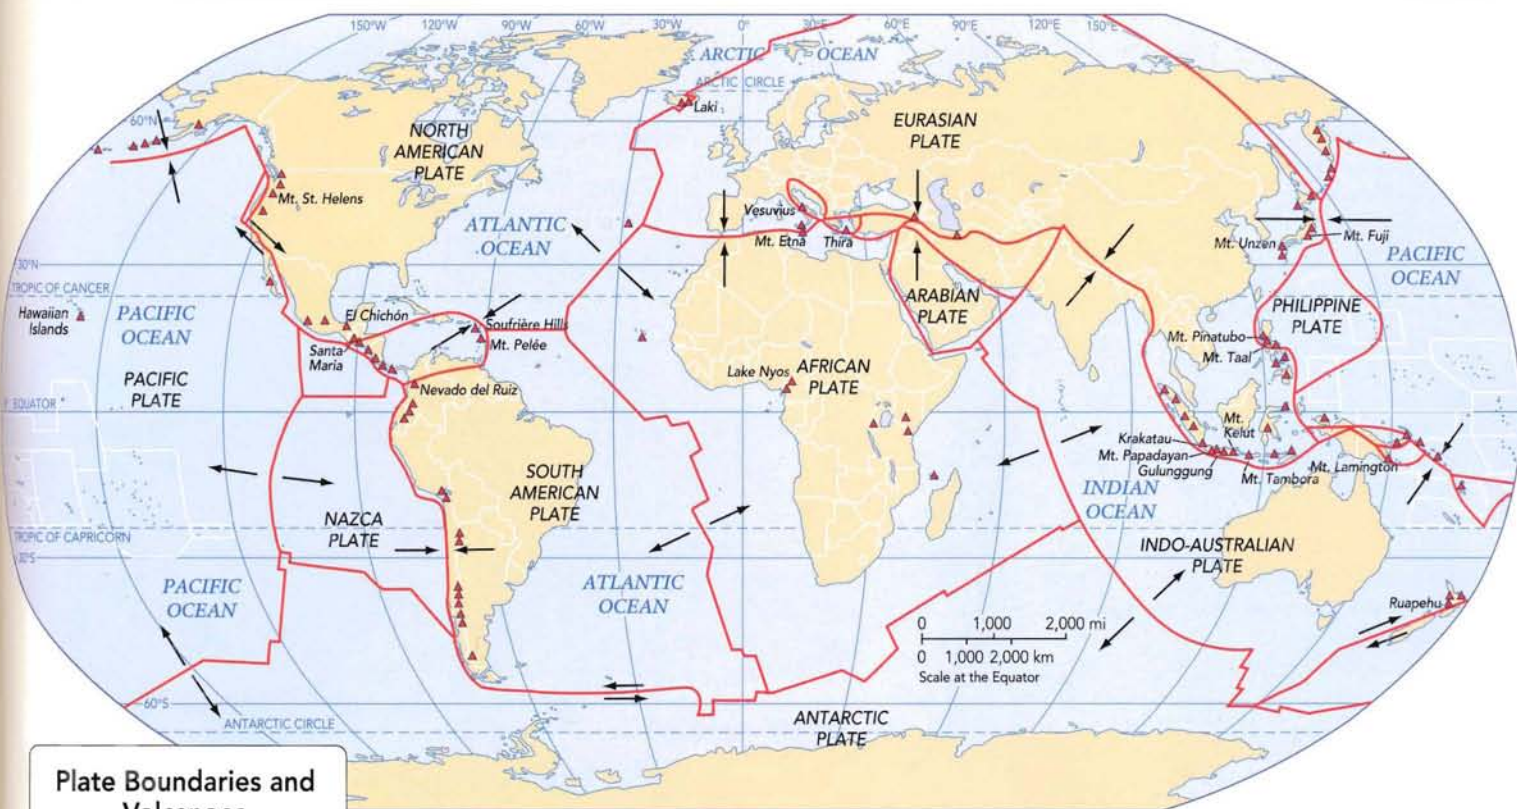 150°W
120°W
90°W
60°W
30°W
0°
30°E
60°E
90°E
120°E
150°E
ARCTIC OCEAN
ARCTIC CIRCLE
60°N
Laki
NORTH
AMERICAN
PLATE
EURASIAN
PLATE
Mt. St. Helens
ATLANTIC
OCEAN
Vesuvius
Mt. Etna
Thira
Mt. Unzen
Mt. Fuji
PACIFIC
OCEAN
30°N
TROPIC OF CANCER
Hawaiian
Islands
PACIFIC
OCEAN
El Chichón
Soufrière Hills
Mt. Pelée
Santa
Maria
ARABIAN
PLATE
PHILIPPINE
PLATE
Mt. Pinatubo
Mt. Taal
PACIFIC
PLATE
Nevado del Ruiz
Lake Nyos
AFRICAN
PLATE
EQUATOR
Mt.
Kelut
Krakatau
Mt. Papadayan
Gulunggung
Mt. Tambora
Mt. Lamington
SOUTH
AMERICAN
PLATE
INDIAN
OCEAN
NAZCA
PLATE
TROPIC OF CAPRICORN
30°S
INDO-AUSTRALIAN
PLATE
PACIFIC
OCEAN
ATLANTIC
OCEAN
Ruapehu
0 1,000 2,000 mi
0 1,000 2,000 km
Scale at the Equator
60°S
ANTARCTIC CIRCLE
ANTARCTIC
PLATE
Plate Boundaries and
Volcanoes